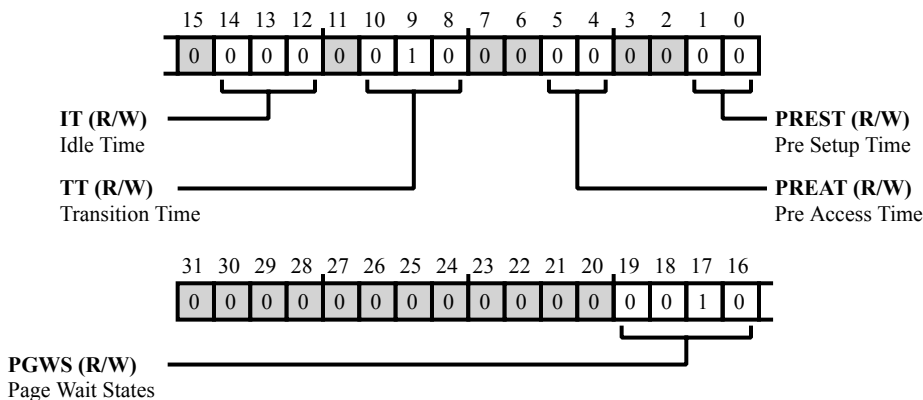 15 14 13 12 11 10 9 8 7 6 5 4 3 2 1 0
0 0 0 0 0 0 1 0 0 0 0 0 0 0 0 0
IT (R/W)
Idle Time
PREST (R/W)
Pre Setup Time
TT (R/W)
Transition Time
PREAT (R/W)
Pre Access Time
31 30 29 28 27 26 25 24 23 22 21 20 19 18 17 16
0 0 0 0 0 0 0 0 0 0 0 0 0 0 1 0
PGWS (R/W)
Page Wait States